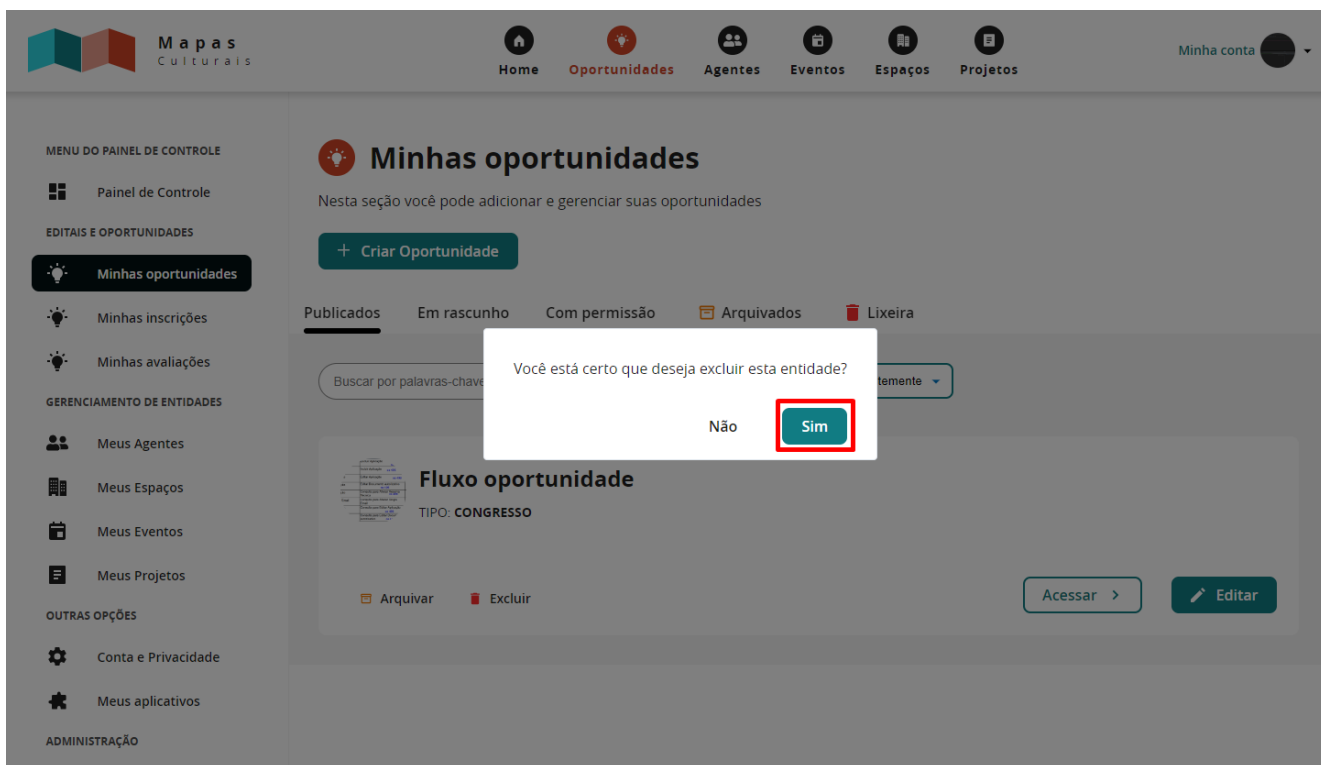 Mapas
Culturais
Home
Oportunidades
Agentes
Eventos
Espaços
Projetos
Minha conta
MENU DO PAINEL DE CONTROLE
Painel de Controle
EDITAIS E OPORTUNIDADES
Minhas oportunidades
Minhas inscrições
Minhas avaliações
GERENCIAMENTO DE ENTIDADES
Meus Agentes
Meus Espaços
Meus Eventos
Meus Projetos
OUTRAS OPÇÕES
Conta e Privacidade
Meus aplicativos
ADMINISTRAÇÃO
Minhas oportunidades
Nesta seção você pode adicionar e gerenciar suas oportunidades
+ Criar Oportunidade
Publicados
Em rascunho
Com permissão
Arquivados
Lixeira
Buscar por palavras-chave
temente
Você está certo que deseja excluir esta entidade?
Não
Sim
Fluxo oportunidade
TIPO: CONGRESSO
Arquivar
Excluir
Acessar >
Editar